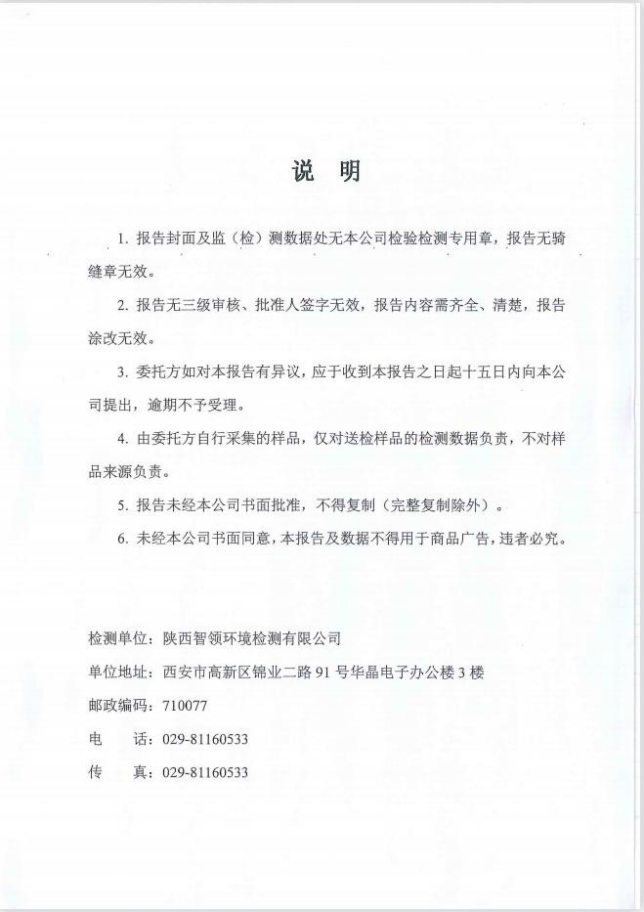 说 明
1. 报告封面及监（检）测数据处无本公司检验检测专用章，报告无骑
缝章无效。
2. 报告无三级审核、批准人签字无效，报告内容需齐全、清楚，报告
涂改无效。
3. 委托方如对本报告有异议，应于收到本报告之日起十五日内向本公
司提出，逾期不予受理。
4. 由委托方自行采集的样品，仅对送检样品的检测数据负责，不对样
品来源负责。
5. 报告未经本公司书面批准，不得复制（完整复制除外）。
6. 未经本公司书面同意，本报告及数据不得用于商品广告，违者必究。
检测单位：陕西智领环境检测有限公司
单位地址：西安市高新区锦业二路 91 号华晶电子办公楼 3 楼
邮政编码：710077
电 话：029-81160533
传 真：029-81160533